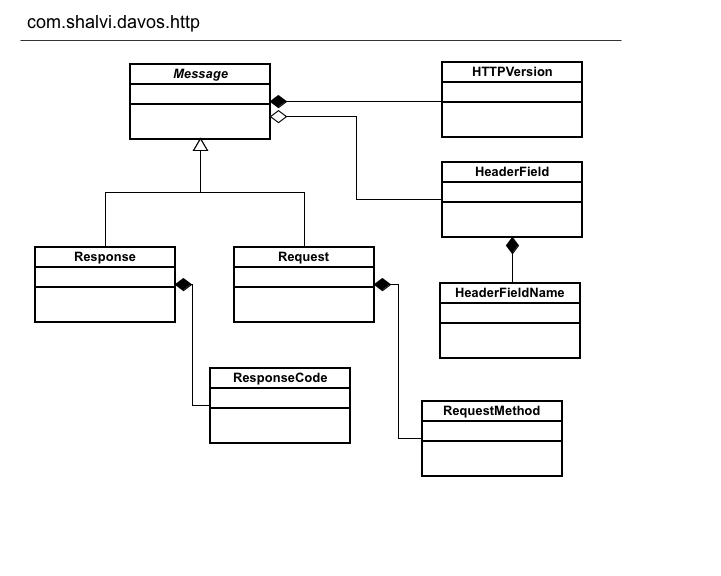 com.shalvi.davos.http
Message
HTTPVersion
HeaderField
Response
Request
HeaderFieldName
ResponseCode
RequestMethod